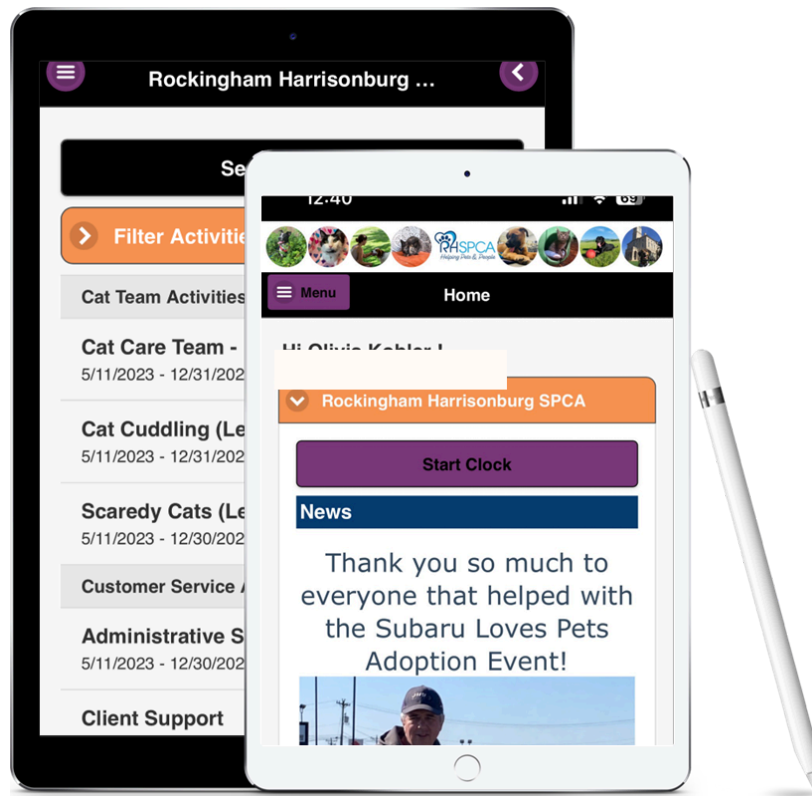 Rockingham Harrisonburg ...
Se
Filter Activitie
Cat Team Activities
Cat Care Team -
5/11/2023 - 12/31/202
Cat Cuddling (Le
5/11/2023 - 12/31/202
Scaredy Cats (Le
5/11/2023 - 12/30/202
Customer Service
Administrative S
5/11/2023 - 12/30/202
Client Support
12:40
69
RHSPCA
Helping Pets & People
Menu
Home
Hi Olivia Kohler !
Rockingham Harrisonburg SPCA
Start Clock
News
Thank you so much to
everyone that helped with
the Subaru Loves Pets
Adoption Event!